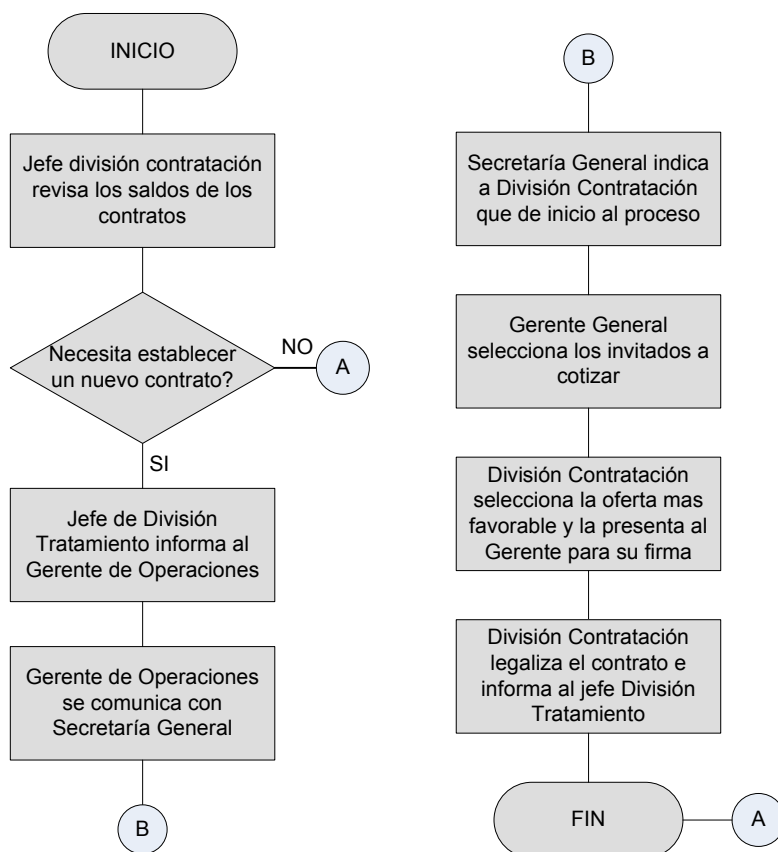 INICIO
Jefe división contratación
revisa los saldos de los
contratos
Necesita establecer
un nuevo contrato?
NO
A
SI
Jefe de División
Tratamiento informa al
Gerente de Operaciones
Gerente de Operaciones
se comunica con
Secretaría General
B
B
Secretaría General indica
a División Contratación
que de inicio al proceso
Gerente General
selecciona los invitados a
cotizar
División Contratación
selecciona la oferta mas
favorable y la presenta al
Gerente para su firma
División Contratación
legaliza el contrato e
informa al jefe División
Tratamiento
FIN
A